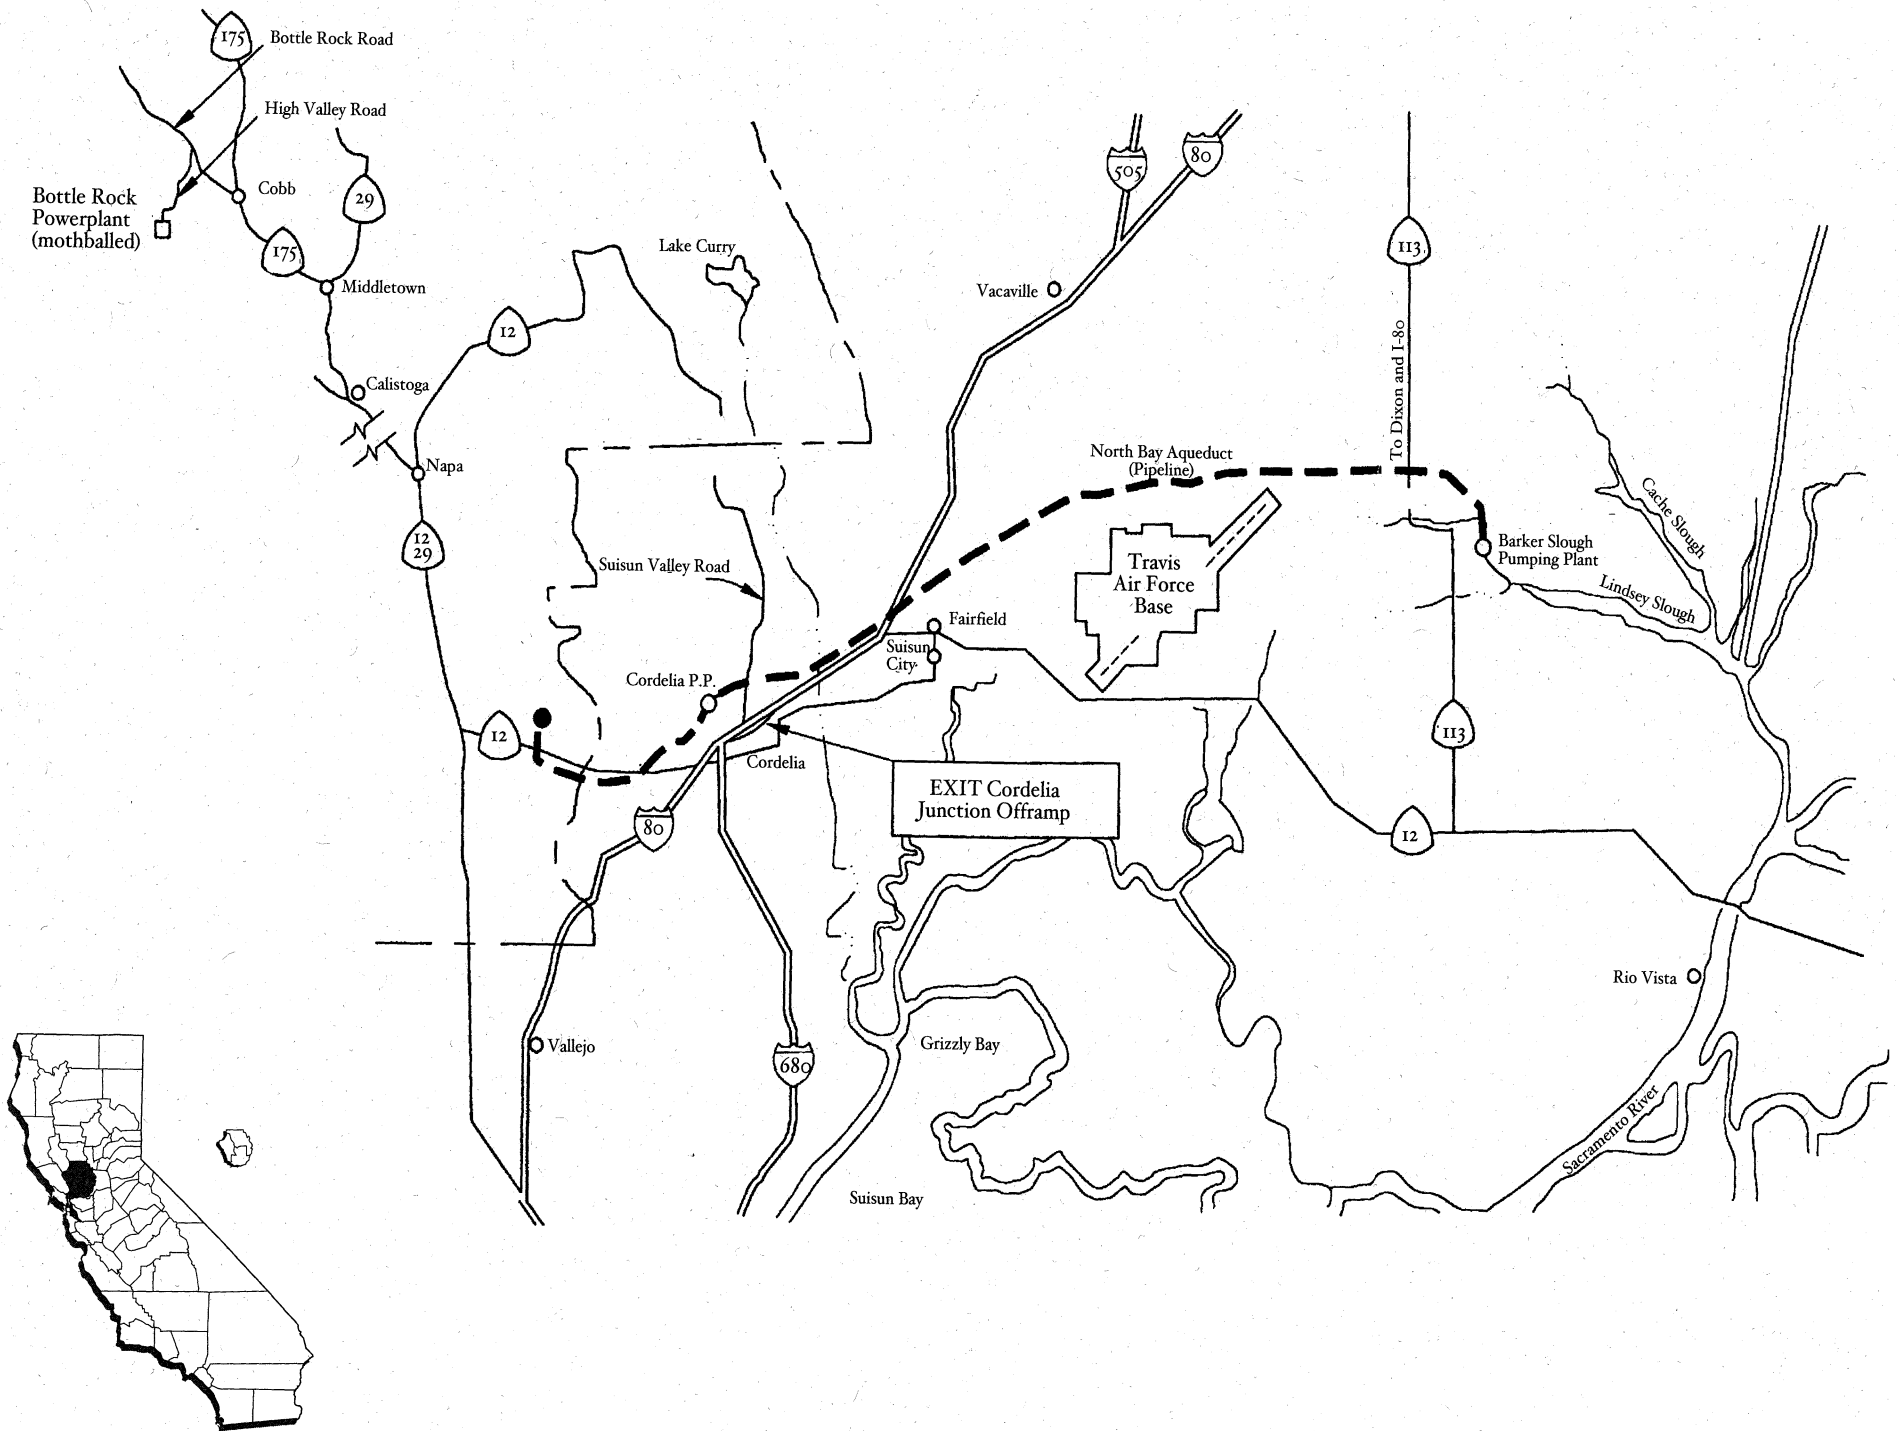 175
Bottle Rock Road
High Valley Road
Bottle Rock
Powerplant
(mothballed)
Cobb
29
175
Middletown
Calistoga
12
Lake Curry
505
80
113
Vacaville
To Dixon and I-80
Napa
12
29
North Bay Aqueduct
(Pipeline)
Cache Slough
Barker Slough
Pumping Plant
Lindsey Slough
Suisun Valley Road
Travis
Air Force
Base
Fairfield
Suisun
City
Cordelia P.P.
12
Cordelia
113
EXIT Cordelia
Junction Offramp
80
12
Rio Vista
Vallejo
680
Grizzly Bay
Sacramento River
Suisun Bay